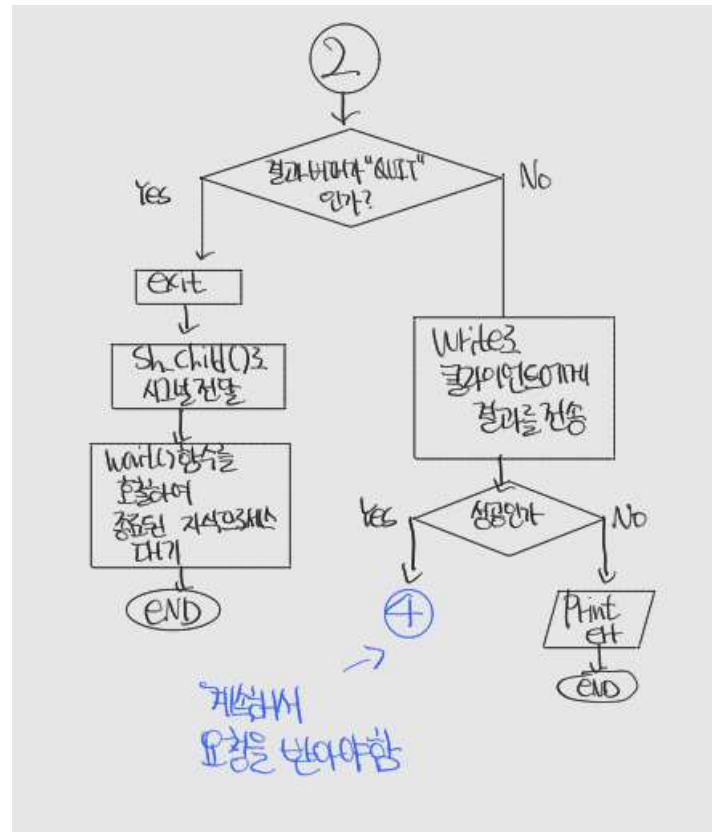 2
결과 버퍼가 "QUIT"
인가?
Yes
No
exit
Sh_Child()로
시그널 전달
wait()함수를
호출하여
종료된 자식프로세스
대기
END
Write로
클라이언트에게
결과를 전송
성공인가
Yes
No
4
Print
err
END
계속해서
요청을 받아야함